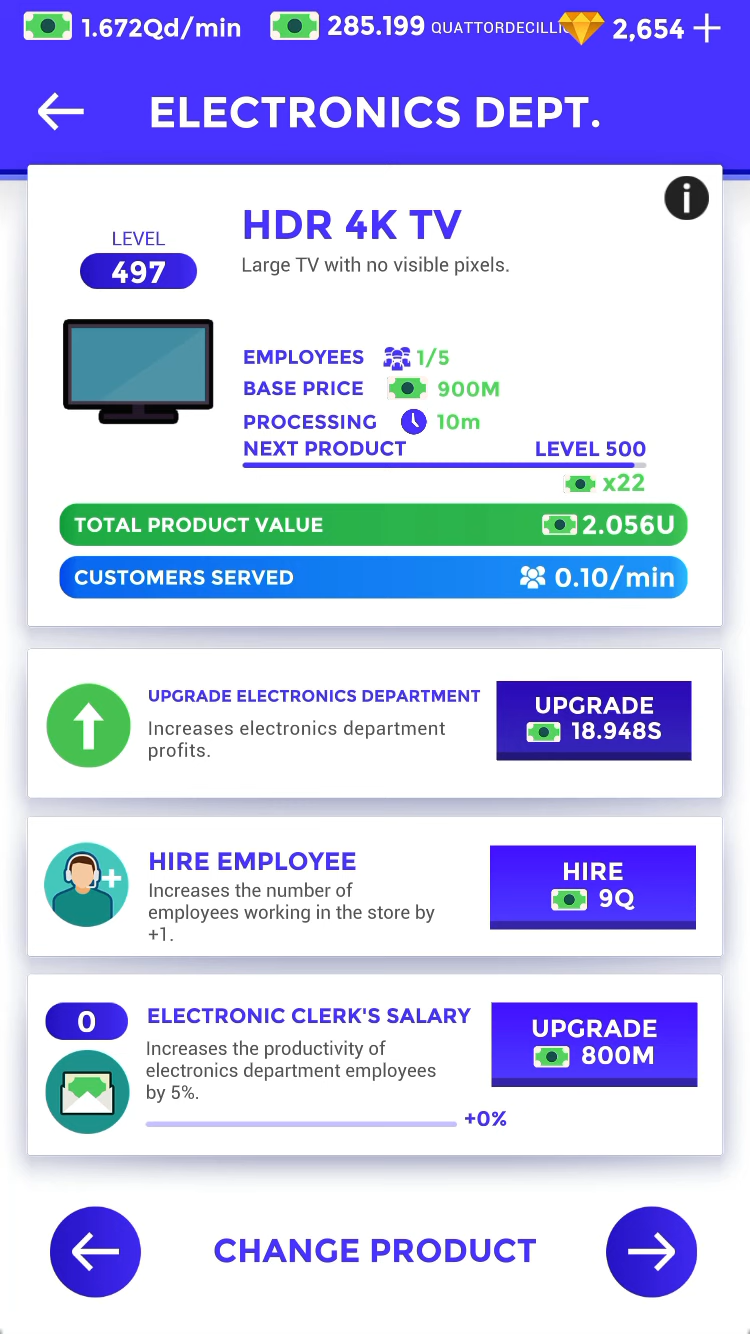 1.672Qd/min 285.199 2,654
ELECTRONICS DEPT.
HDR 4K TV
LEVEL
497
Large TV with no visible pixels.
EMPLOYEES 1/5
BASE PRICE 900M
PROCESSING 10m
NEXT PRODUCT LEVEL 500
x22
TOTAL PRODUCT VALUE 2.056U
CUSTOMERS SERVED 0.10/min
UPGRADE ELECTRONICS DEPARTMENT
Increases electronics department
profits.
UPGRADE
18.948S
HIRE EMPLOYEE
Increases the number of
employees working in the store by
+1.
HIRE
9Q
0
ELECTRONIC CLERK'S SALARY
Increases the productivity of
electronics department employees
by 5%.
+0%
UPGRADE
800M
CHANGE PRODUCT